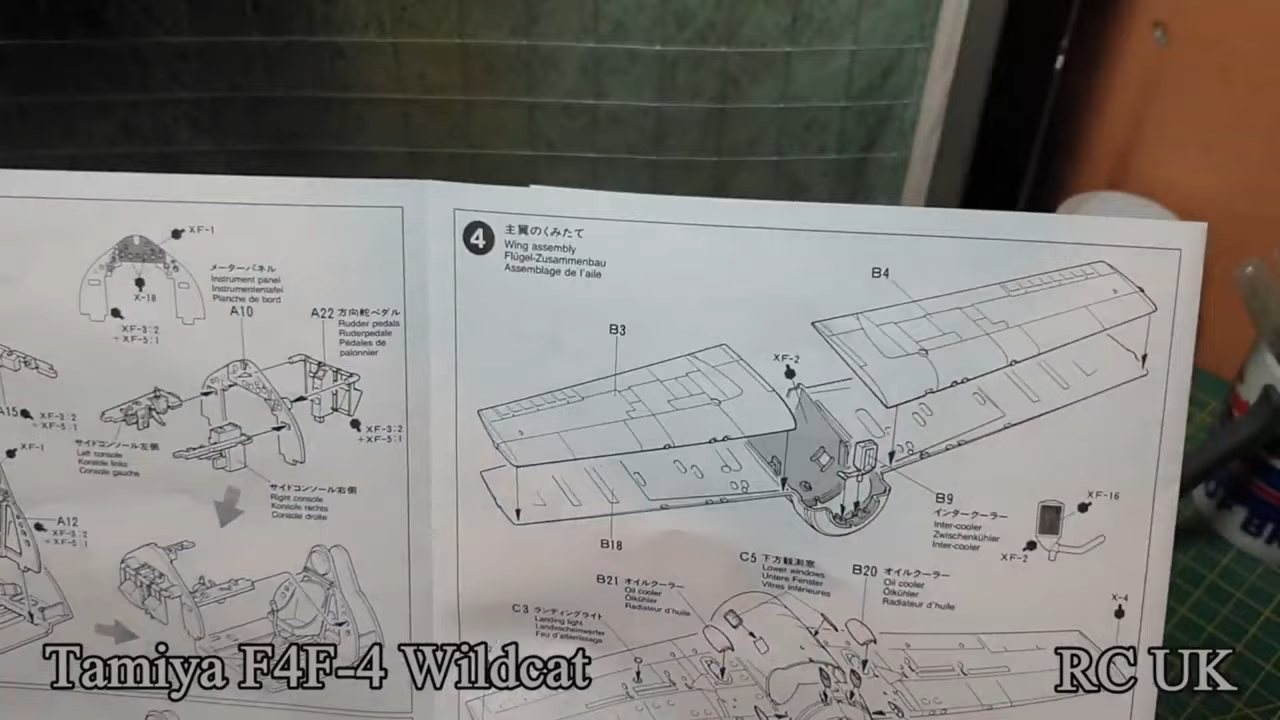 XF-1
メーターパネル
Instrument panel
Instrumententafel
Planche de bord
X-18
XF-3:2
+XF-5:1
A10
A22 方向舵ペダル
Rudder pedals
Ruderpedale
Pédales de
palonnier
A15
XF-3:2
+XF-5:1
XF-3:2
+XF-5:1
サイドコンソール左側
Left console
Konsole links
Console gauche
XF-1
サイドコンソール右側
Right console
Konsole rechts
Console droite
A12
XF-3:2
+XF-5:1
4
主翼のくみたて
Wing assembly
Flügel-Zusammenbau
Assemblage de l'aile
B4
B3
XF-2
B9
インタークーラー
Inter-cooler
Zwischenkühler
Inter-cooler
XF-16
XF-2
B18
C5 下方観測窓
Lower windows
Untere Fenster
Vitres inférieures
B21 オイルクーラー
Oil cooler
Ölkühler
Radiateur d'huile
B20 オイルクーラー
Oil cooler
Ölkühler
Radiateur d'huile
C3 ランディングライト
Landing light
Landescheinwerfer
Feu d'atterrissage
X-4
Tamiya F4F-4 Wildcat
RC UK